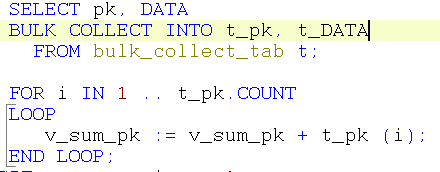 SELECT pk, DATA
BULK COLLECT INTO t_pk, t_DATA
FROM bulk_collect_tab t;
FOR i IN 1 .. t_pk.COUNT
LOOP
v_sum_pk := v_sum_pk + t_pk (i);
END LOOP;